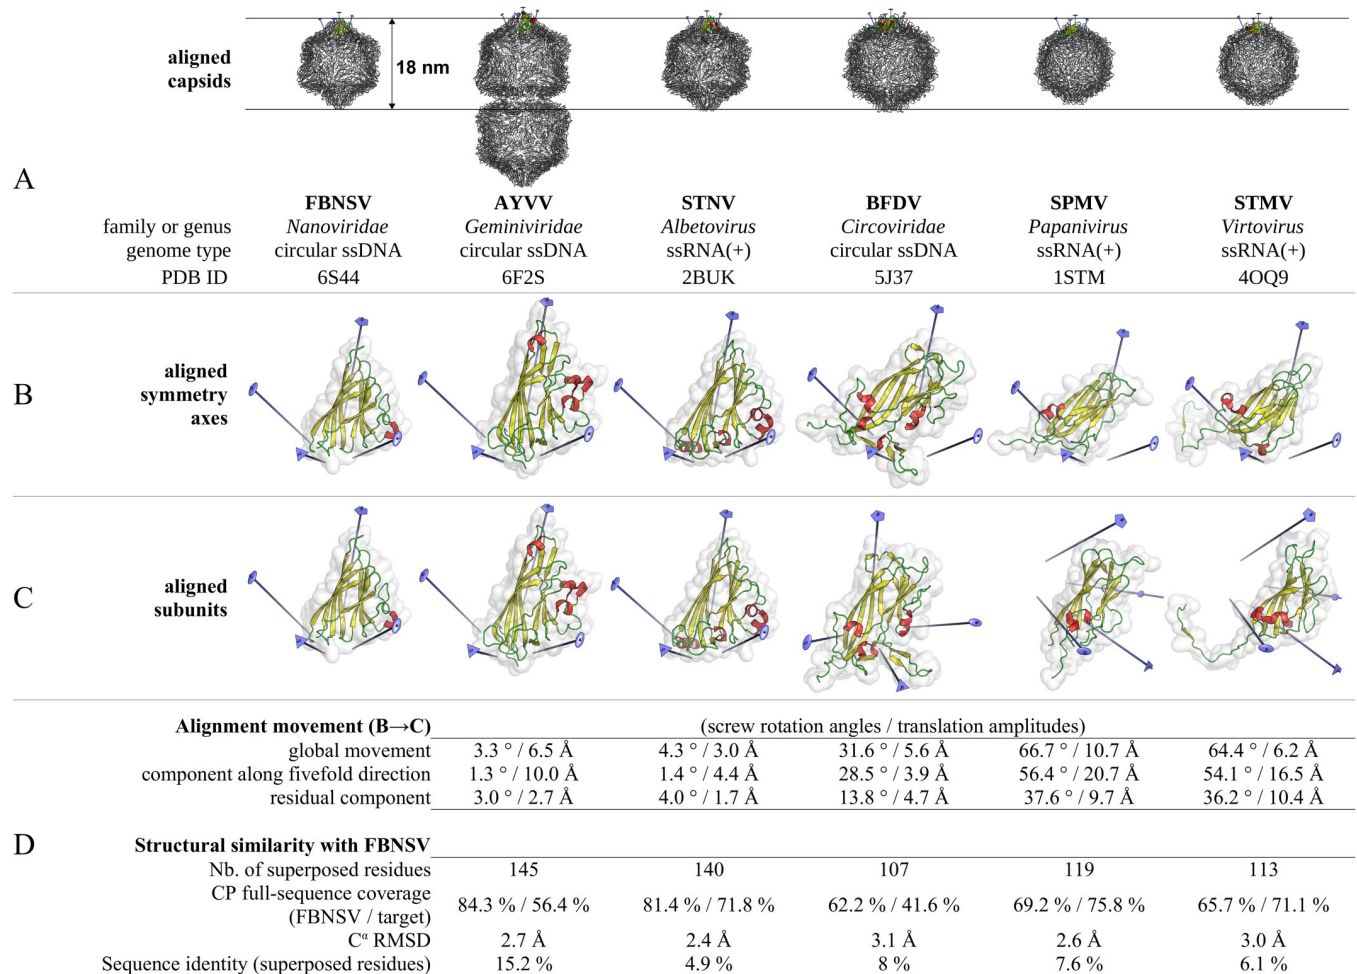 aligned
capsids
18 nm
A
FBNSV AYVV STNV BFDV SPMV STMV
family or genus Nanoviridae Geminiviridae Albetovirus Circoviridae Papanivirus Virtovirus
genome type circular ssDNA circular ssDNA ssRNA(+) circular ssDNA ssRNA(+) ssRNA(+)
PDB ID 6S44 6F2S 2BUK 5J37 1STM 4OQ9
B
aligned
symmetry
axes
C
aligned
subunits
Alignment movement (B→C) (screw rotation angles / translation amplitudes)
global movement 3.3 ° / 6.5 Å 4.3 ° / 3.0 Å 31.6 ° / 5.6 Å 66.7 ° / 10.7 Å 64.4 ° / 6.2 Å
component along fivefold direction 1.3 ° / 10.0 Å 1.4 ° / 4.4 Å 28.5 ° / 3.9 Å 56.4 ° / 20.7 Å 54.1 ° / 16.5 Å
residual component 3.0 ° / 2.7 Å 4.0 ° / 1.7 Å 13.8 ° / 4.7 Å 37.6 ° / 9.7 Å 36.2 ° / 10.4 Å
D
Structural similarity with FBNSV
Nb. of superposed residues 145 140 107 119 113
CP full-sequence coverage
(FBNSV / target) 84.3 % / 56.4 % 81.4 % / 71.8 % 62.2 % / 41.6 % 69.2 % / 75.8 % 65.7 % / 71.1 %
Cα RMSD 2.7 Å 2.4 Å 3.1 Å 2.6 Å 3.0 Å
Sequence identity (superposed residues) 15.2 % 4.9 % 8 % 7.6 % 6.1 %